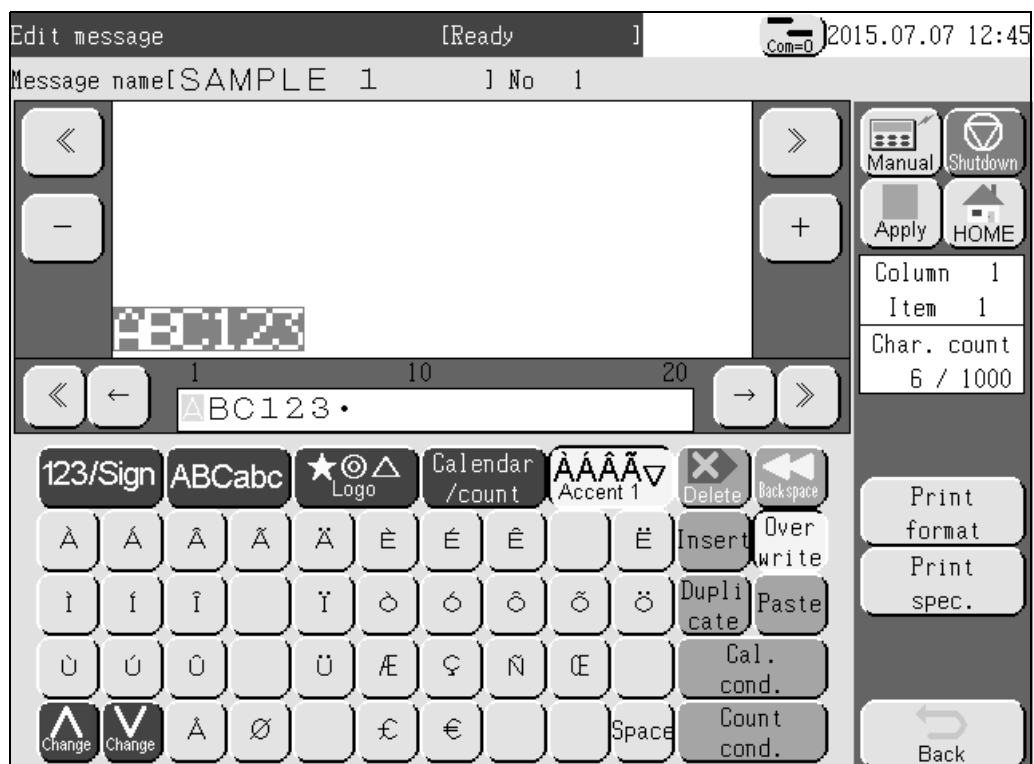 Edit message [Ready ] Com=0 2015.07.07 12:45
Message name[SAMPLE 1 ] No 1
≪ ≫ Manual Shutdown
− + Apply HOME
Column 1
Item 1
ABC123
Char. count
6 / 1000
1 10 20
≪ ← ABC123• → ≫
123/Sign ABCabc ★◎△ Logo Calendar /count ÀÁÂÃ▽ Accent 1 Delete Backspace
À Á Â Ã Ä È É Ê Ë Insert Over write
Ì Í Î Ï Ò Ó Ô Õ Ö Dupli cate Paste
Ù Ú Û Ü Æ Ç Ñ Œ Cal. cond.
Change Change Å Ø £ € Space Count cond.
Print
format
Print
spec.
Back